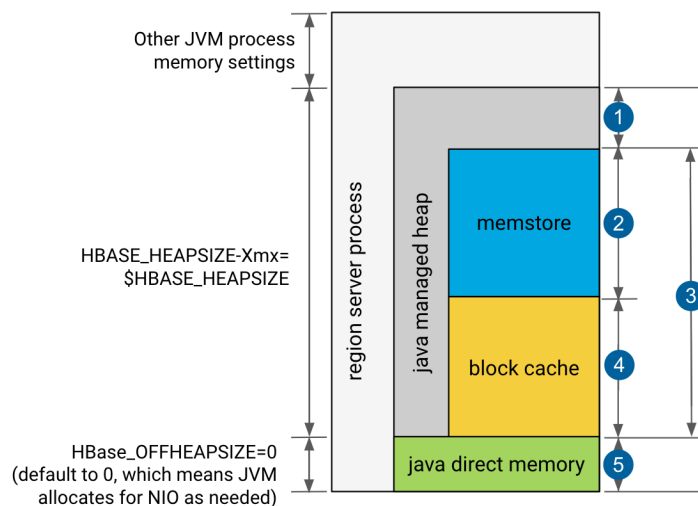 Other JVM process
memory settings
1
memstore
2
HBASE_HEAPSIZE-Xmx=
$HBASE_HEAPSIZE
region server process
java managed heap
3
block cache
4
HBase_OFFHEAPSIZE=0
(default to 0, which means JVM
allocates for NIO as needed)
java direct memory
5